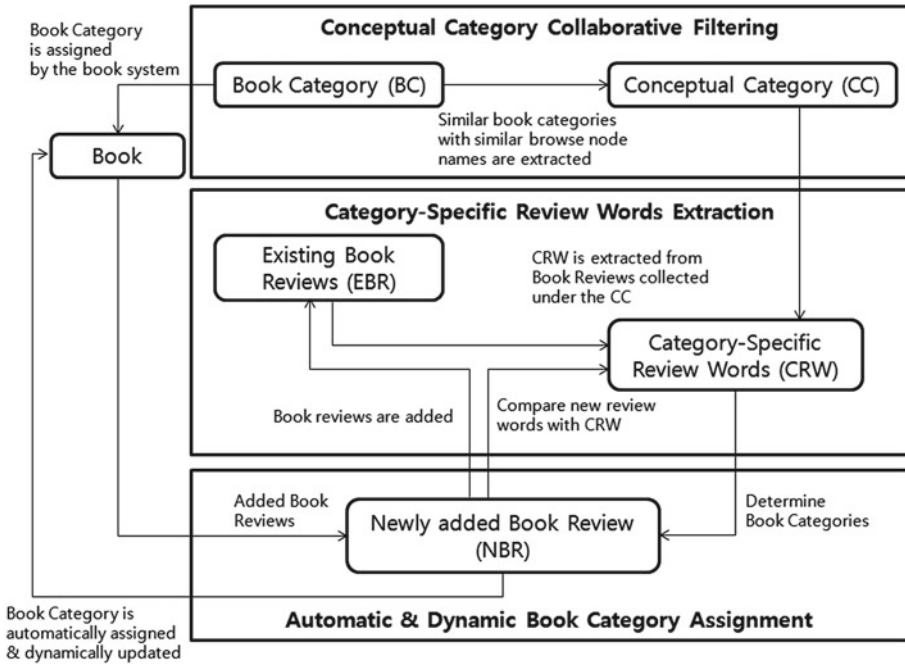 Book Category
is assigned
by the book system
Conceptual Category Collaborative Filtering
Book Category (BC)
Conceptual Category (CC)
Similar book categories
with similar browse node
names are extracted
Book
Category-Specific Review Words Extraction
Existing Book
Reviews (EBR)
CRW is extracted from
Book Reviews collected
under the CC
Category-Specific
Review Words (CRW)
Book reviews are added
Compare new review
words with CRW
Added Book
Reviews
Newly added Book Review
(NBR)
Determine
Book Categories
Book Category is
automatically assigned
& dynamically updated
Automatic & Dynamic Book Category Assignment